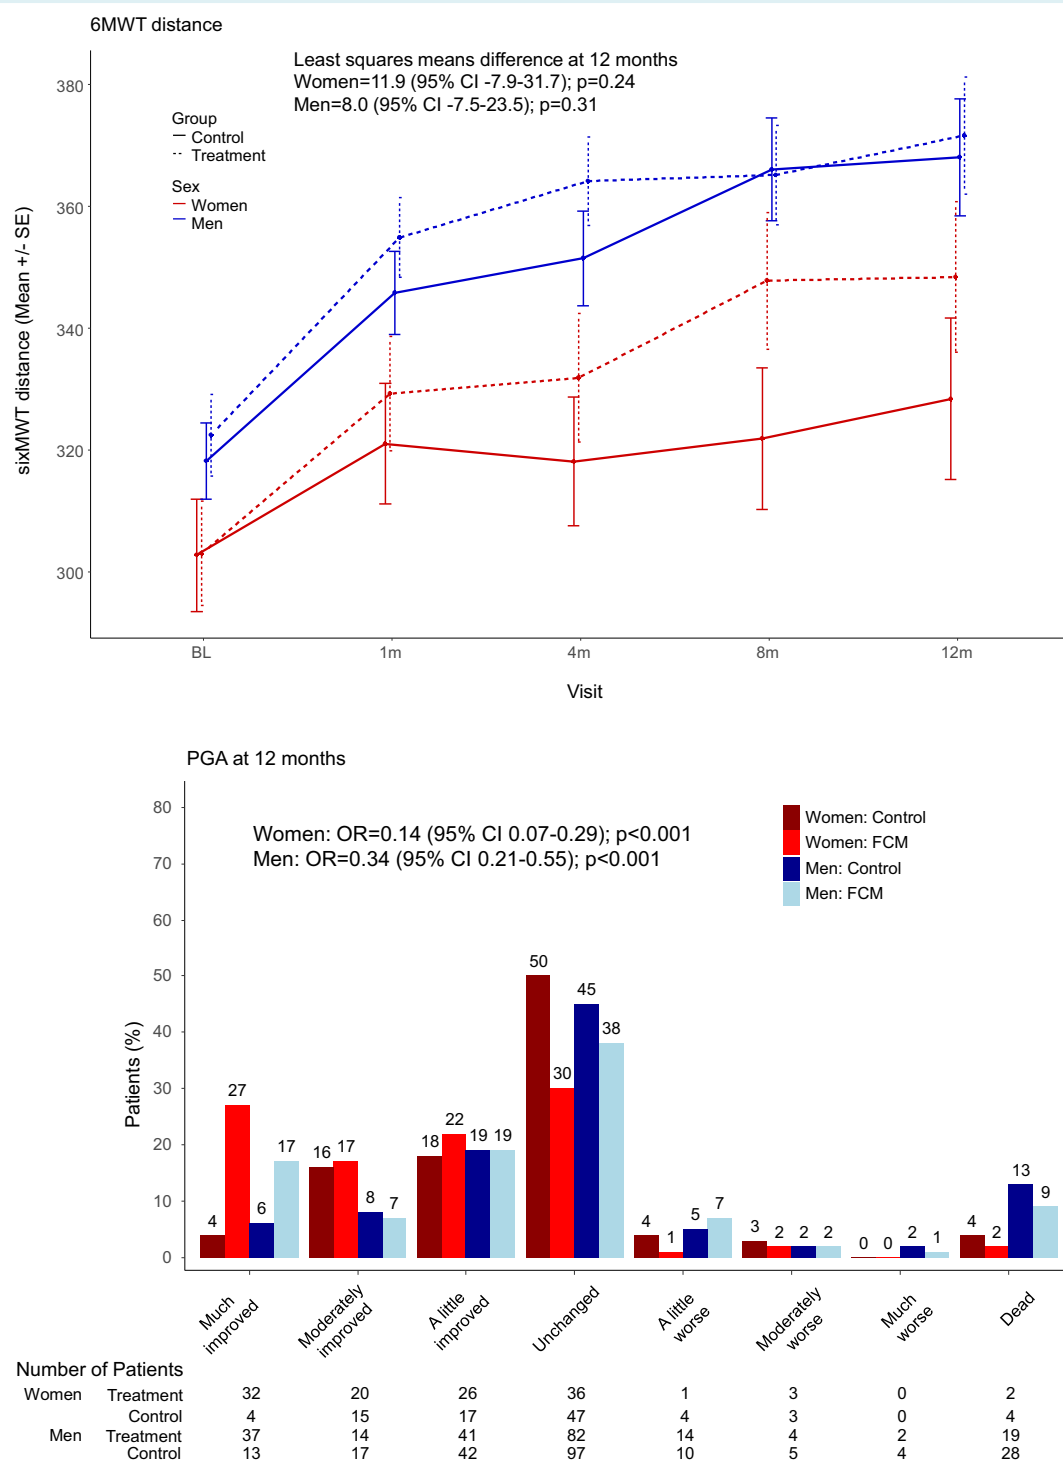 6MWT distance
Least squares means difference at 12 months
Women=11.9 (95% CI -7.9-31.7); p=0.24
Men=8.0 (95% CI -7.5-23.5); p=0.31
Group
Control
Treatment
Sex
Women
Men
sixMWT distance (Mean +/- SE)
380
360
340
320
300
BL 1m 4m 8m 12m
Visit
PGA at 12 months
Women: OR=0.14 (95% CI 0.07-0.29); p<0.001
Men: OR=0.34 (95% CI 0.21-0.55); p<0.001
Women: Control
Women: FCM
Men: Control
Men: FCM
Patients (%)
80
70
60
50
40
30
20
10
0
4 27 6 17
16 17 8 7
18 22 19 19
50 30 45 38
4 1 5 7
3 2 2 2
0 0 2 1
4 2 13 9
Much
improved
Moderately
improved
A little
improved
Unchanged
A little
worse
Moderately
worse
Much
worse
Dead
Number of Patients
Women Treatment 32 20 26 36 1 3 0 2
Control 4 15 17 47 4 3 0 4
Men Treatment 37 14 41 82 14 4 2 19
Control 13 17 42 97 10 5 4 28